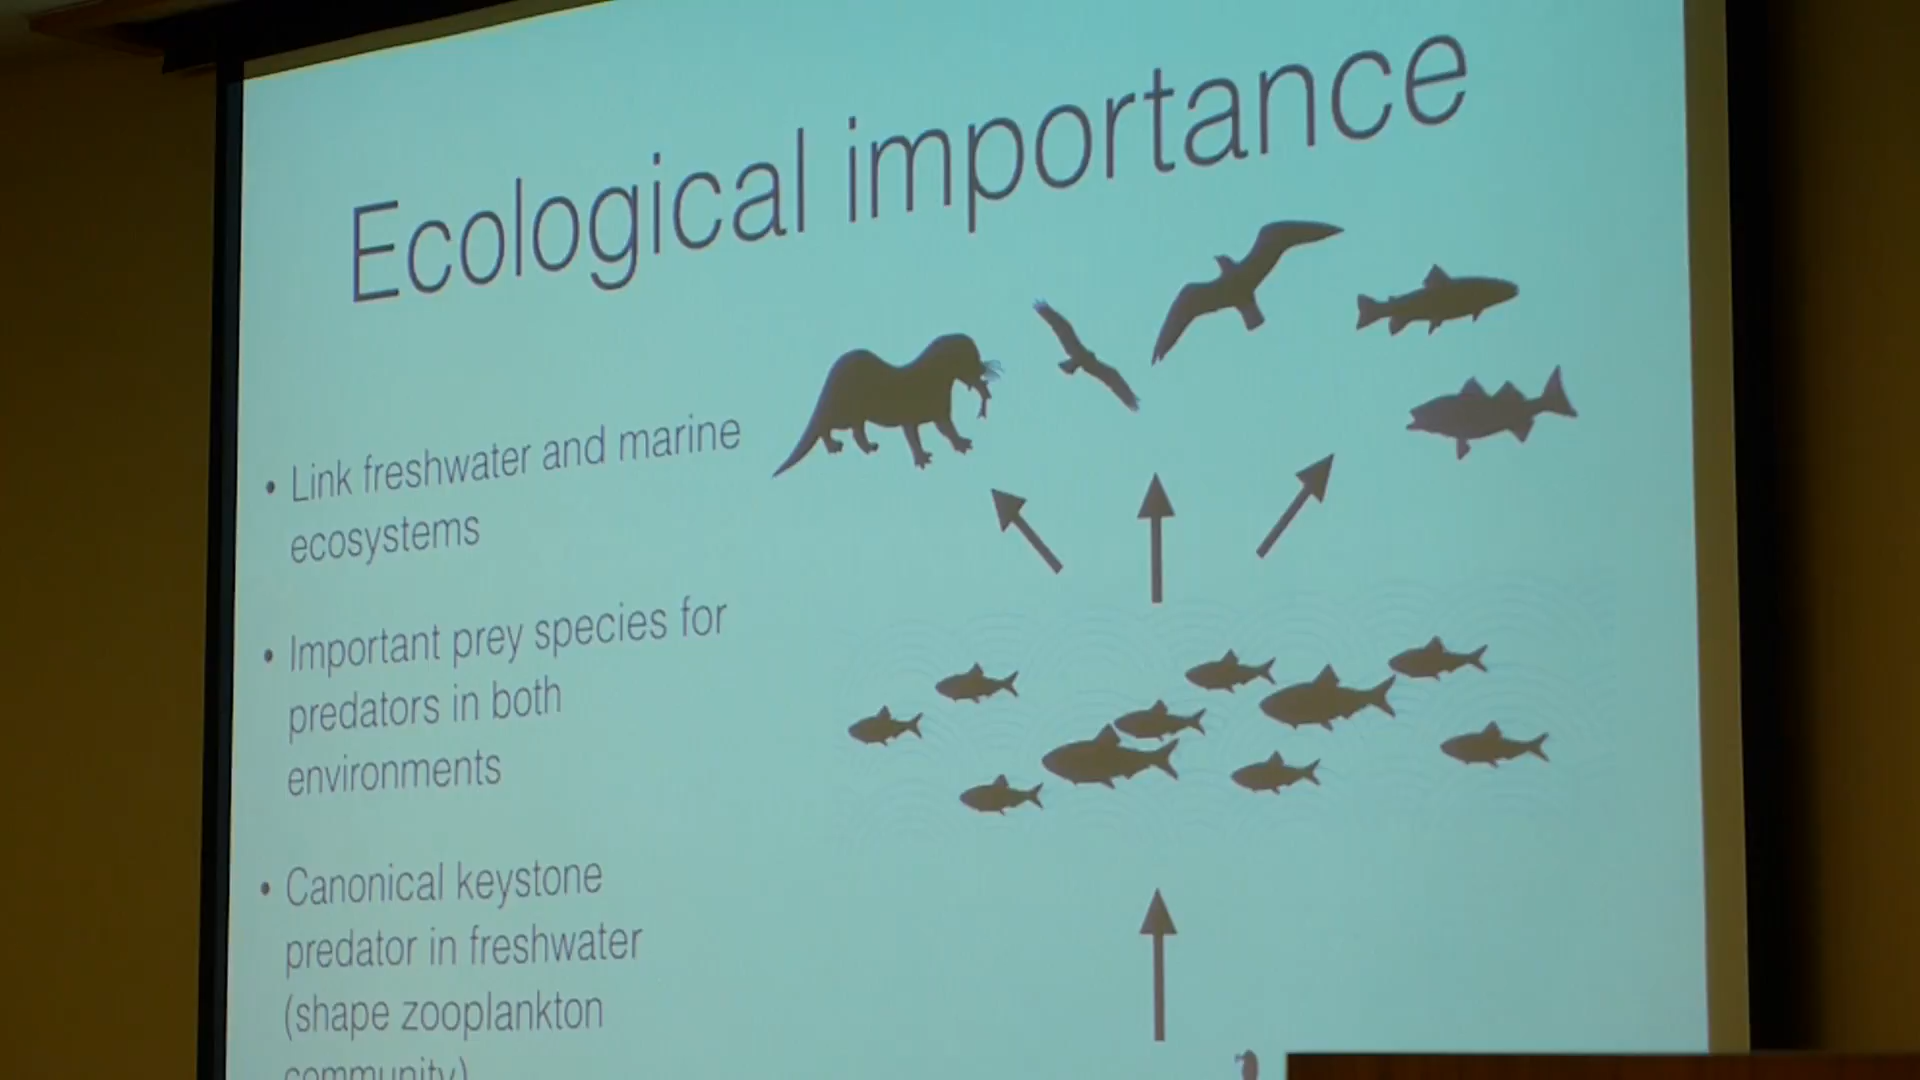 Ecological importance
• Link freshwater and marine
ecosystems
• Important prey species for
predators in both
environments
• Canonical keystone
predator in freshwater
(shape zooplankton
community)